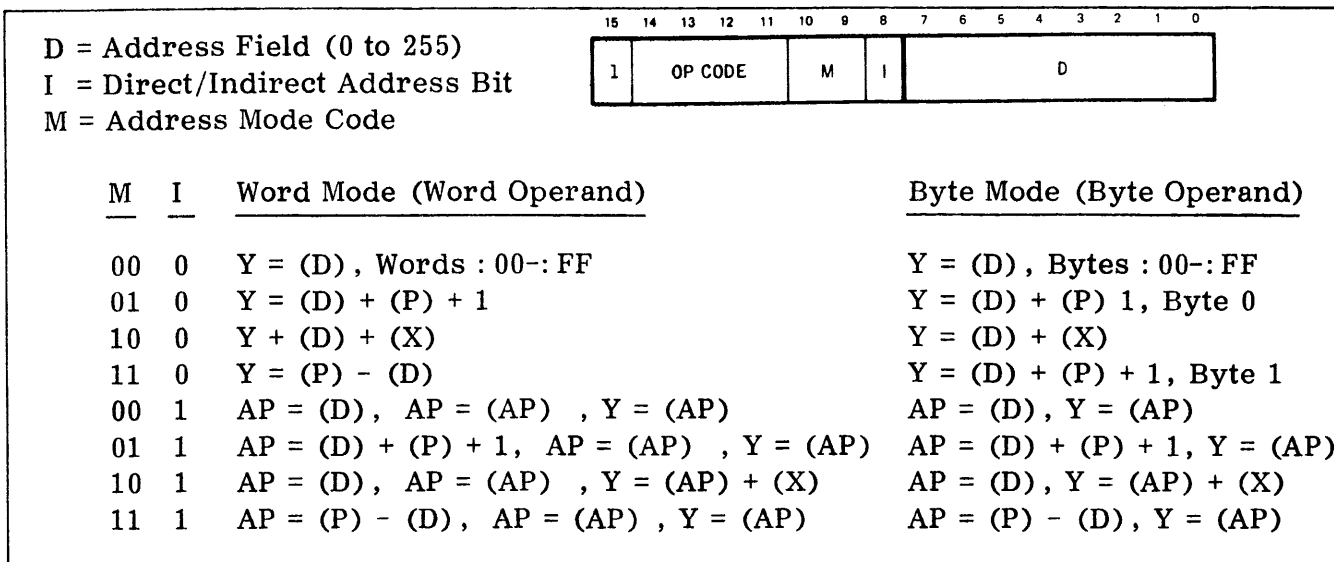 15 14 13 12 11 10 9 8 7 6 5 4 3 2 1 0
D = Address Field (0 to 255)
1 OP CODE M I D
I = Direct/Indirect Address Bit
M = Address Mode Code
M I Word Mode (Word Operand) Byte Mode (Byte Operand)
00 0 Y = (D) , Words : 00-: FF Y = (D) , Bytes : 00-: FF
01 0 Y = (D) + (P) + 1 Y = (D) + (P) 1, Byte 0
10 0 Y + (D) + (X) Y = (D) + (X)
11 0 Y = (P) - (D) Y = (D) + (P) + 1, Byte 1
00 1 AP = (D), AP = (AP) , Y = (AP) AP = (D), Y = (AP)
01 1 AP = (D) + (P) + 1, AP = (AP) , Y = (AP) AP = (D) + (P) + 1, Y = (AP)
10 1 AP = (D), AP = (AP) , Y = (AP) + (X) AP = (D), Y = (AP) + (X)
11 1 AP = (P) - (D), AP = (AP) , Y = (AP) AP = (P) - (D), Y = (AP)